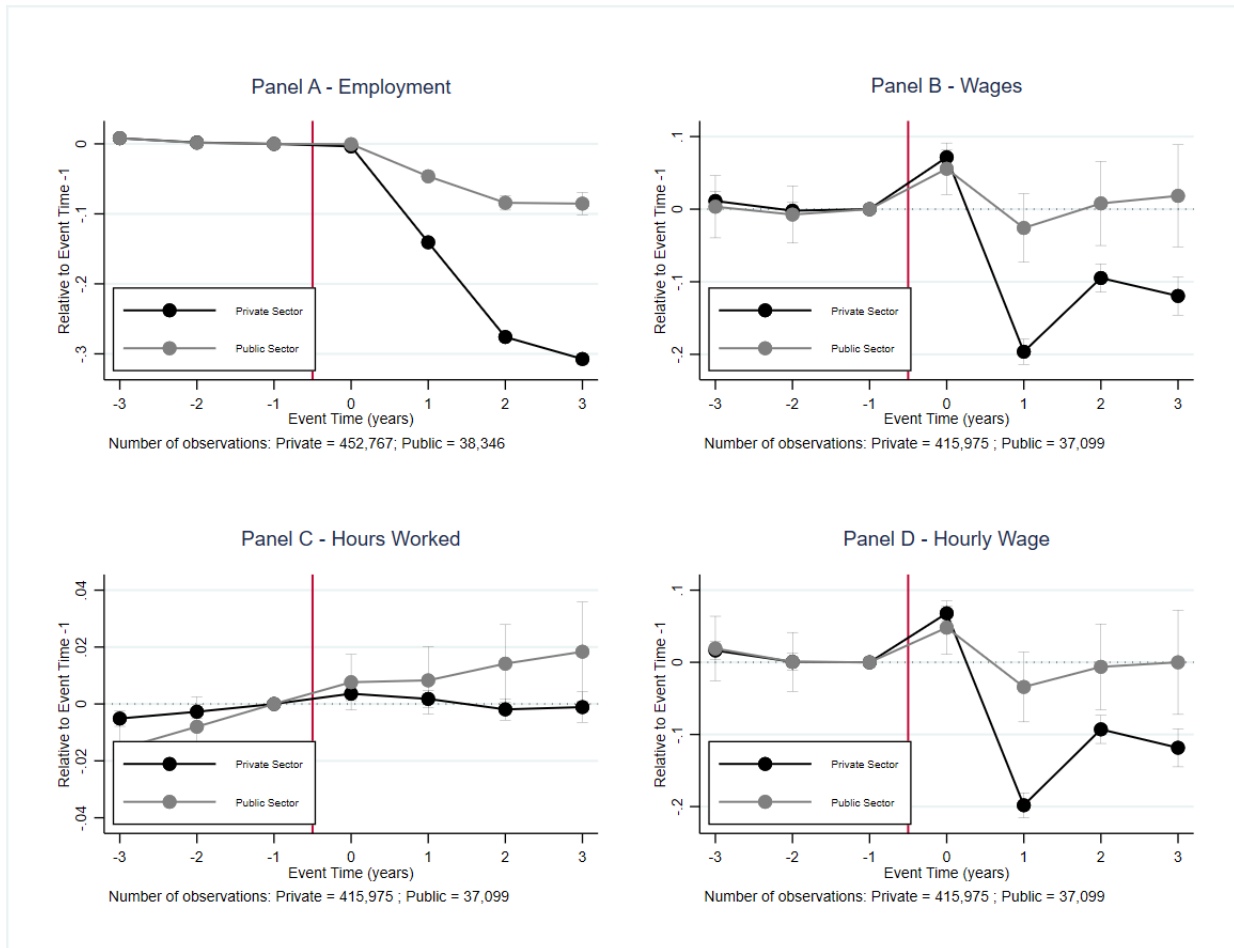 Panel A - Employment
Relative to Event Time -1
0
-.1
-.2
-.3
Private Sector
Public Sector
-3 -2 -1 0 1 2 3
Event Time (years)
Number of observations: Private = 452,767; Public = 38,346
Panel B - Wages
Relative to Event Time -1
.1
0
-.1
-.2
Private Sector
Public Sector
-3 -2 -1 0 1 2 3
Event Time (years)
Number of observations: Private = 415,975 ; Public = 37,099
Panel C - Hours Worked
Relative to Event Time -1
.04
.02
0
-.02
-.04
Private Sector
Public Sector
-3 -2 -1 0 1 2 3
Event Time (years)
Number of observations: Private = 415,975 ; Public = 37,099
Panel D - Hourly Wage
Relative to Event Time -1
.1
0
-.1
-.2
Private Sector
Public Sector
-3 -2 -1 0 1 2 3
Event Time (years)
Number of observations: Private = 415,975 ; Public = 37,099